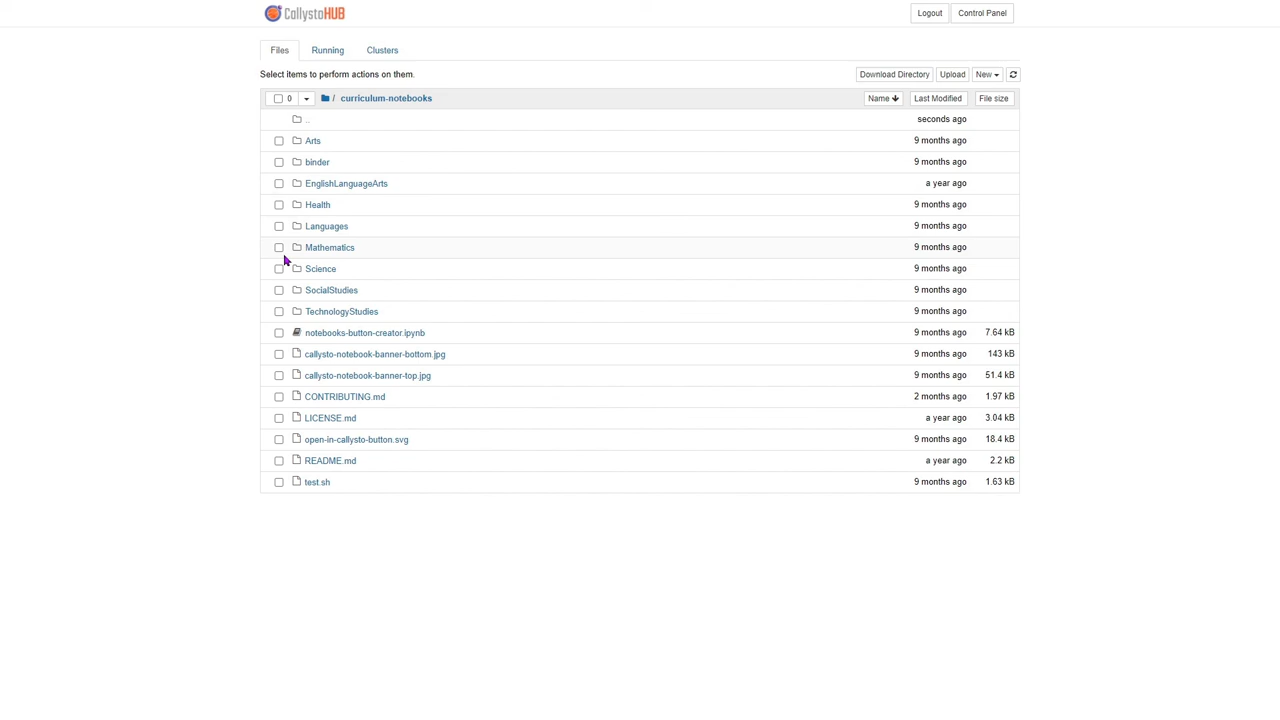 CallystoHUB
Logout Control Panel
Files Running Clusters
Select items to perform actions on them.
Download Directory Upload New
0 / curriculum-notebooks Name Last Modified File size
.. seconds ago
Arts 9 months ago
binder 9 months ago
EnglishLanguageArts a year ago
Health 9 months ago
Languages 9 months ago
Mathematics 9 months ago
Science 9 months ago
SocialStudies 9 months ago
TechnologyStudies 9 months ago
notebooks-button-creator.ipynb 9 months ago 7.64 kB
callysto-notebook-banner-bottom.jpg 9 months ago 143 kB
callysto-notebook-banner-top.jpg 9 months ago 51.4 kB
CONTRIBUTING.md 2 months ago 1.97 kB
LICENSE.md a year ago 3.04 kB
open-in-callysto-button.svg 9 months ago 18.4 kB
README.md a year ago 2.2 kB
test.sh 9 months ago 1.63 kB